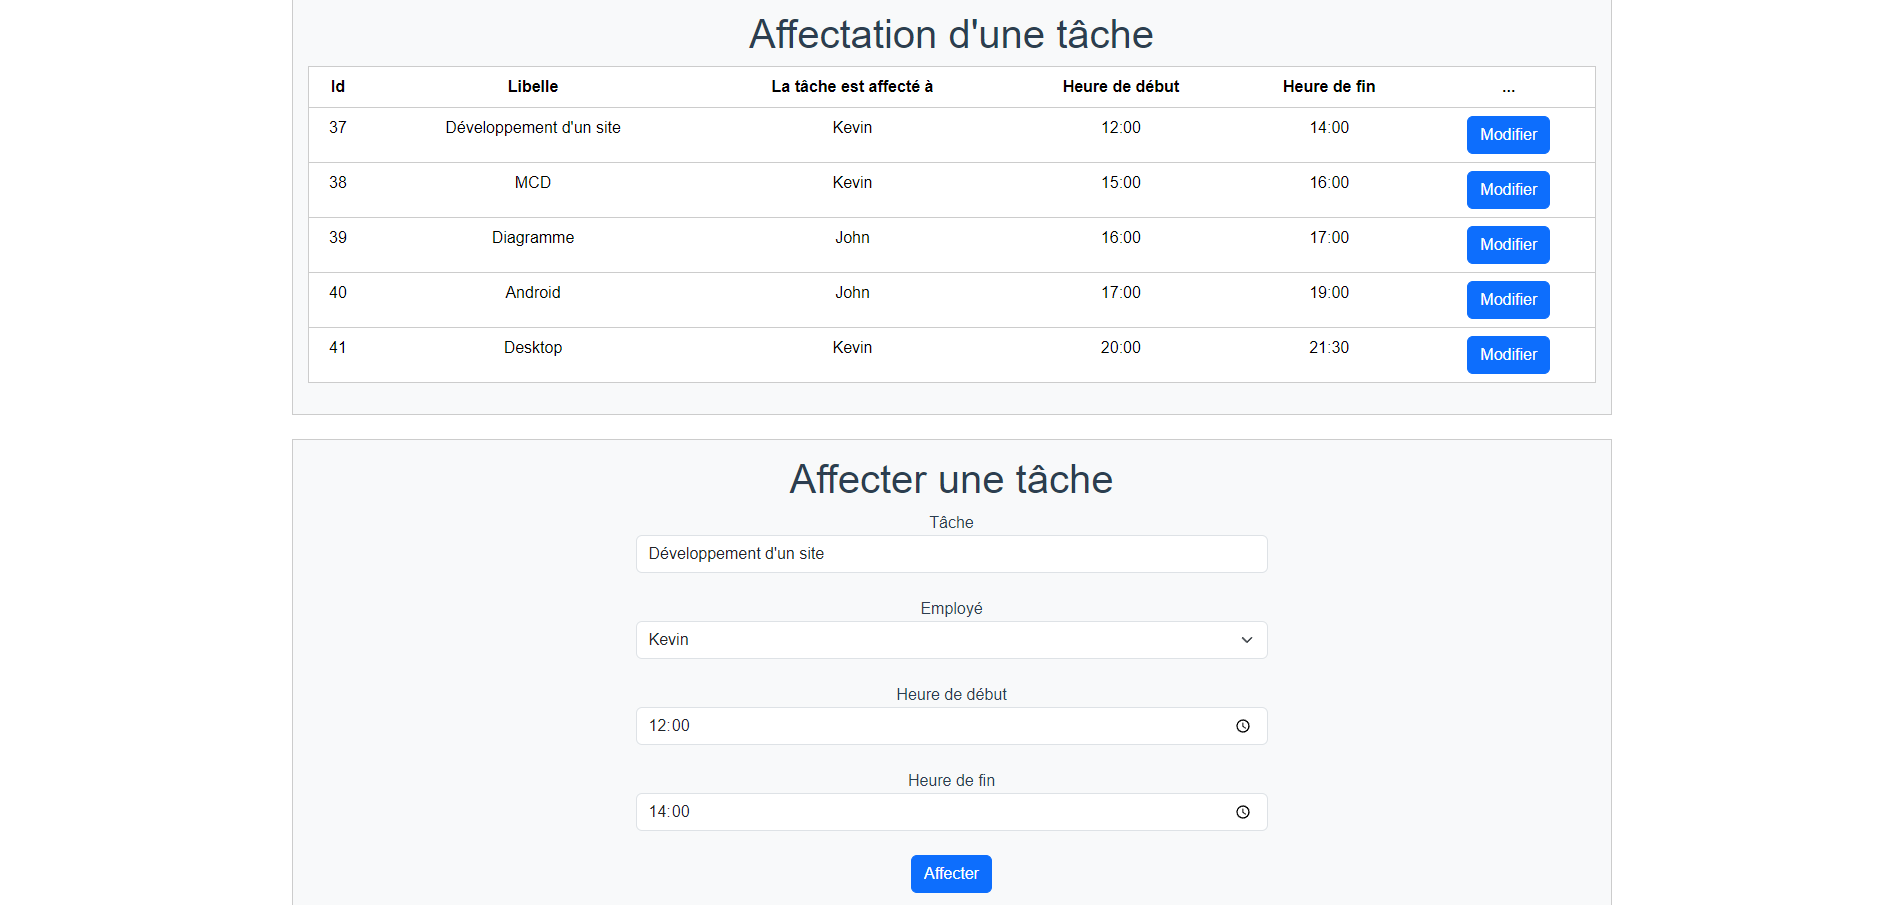 Affectation d'une tâche
Id Libelle La tâche est affecté à Heure de début Heure de fin ...
37 Développement d'un site Kevin 12:00 14:00 Modifier
38 MCD Kevin 15:00 16:00 Modifier
39 Diagramme John 16:00 17:00 Modifier
40 Android John 17:00 19:00 Modifier
41 Desktop Kevin 20:00 21:30 Modifier
Affecter une tâche
Tâche
Développement d'un site
Employé
Kevin
Heure de début
12:00
Heure de fin
14:00
Affecter